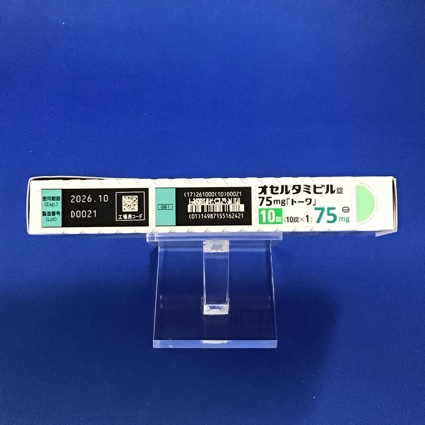 使用期限
(Exp.)
2026.10
製造番号
(Lot)
D0021
工場用コード
(17)261000(10)D0021
(01)14987155162421
オセルタミビル錠
75mg「トーワ」
10錠(10錠×1) 75mg